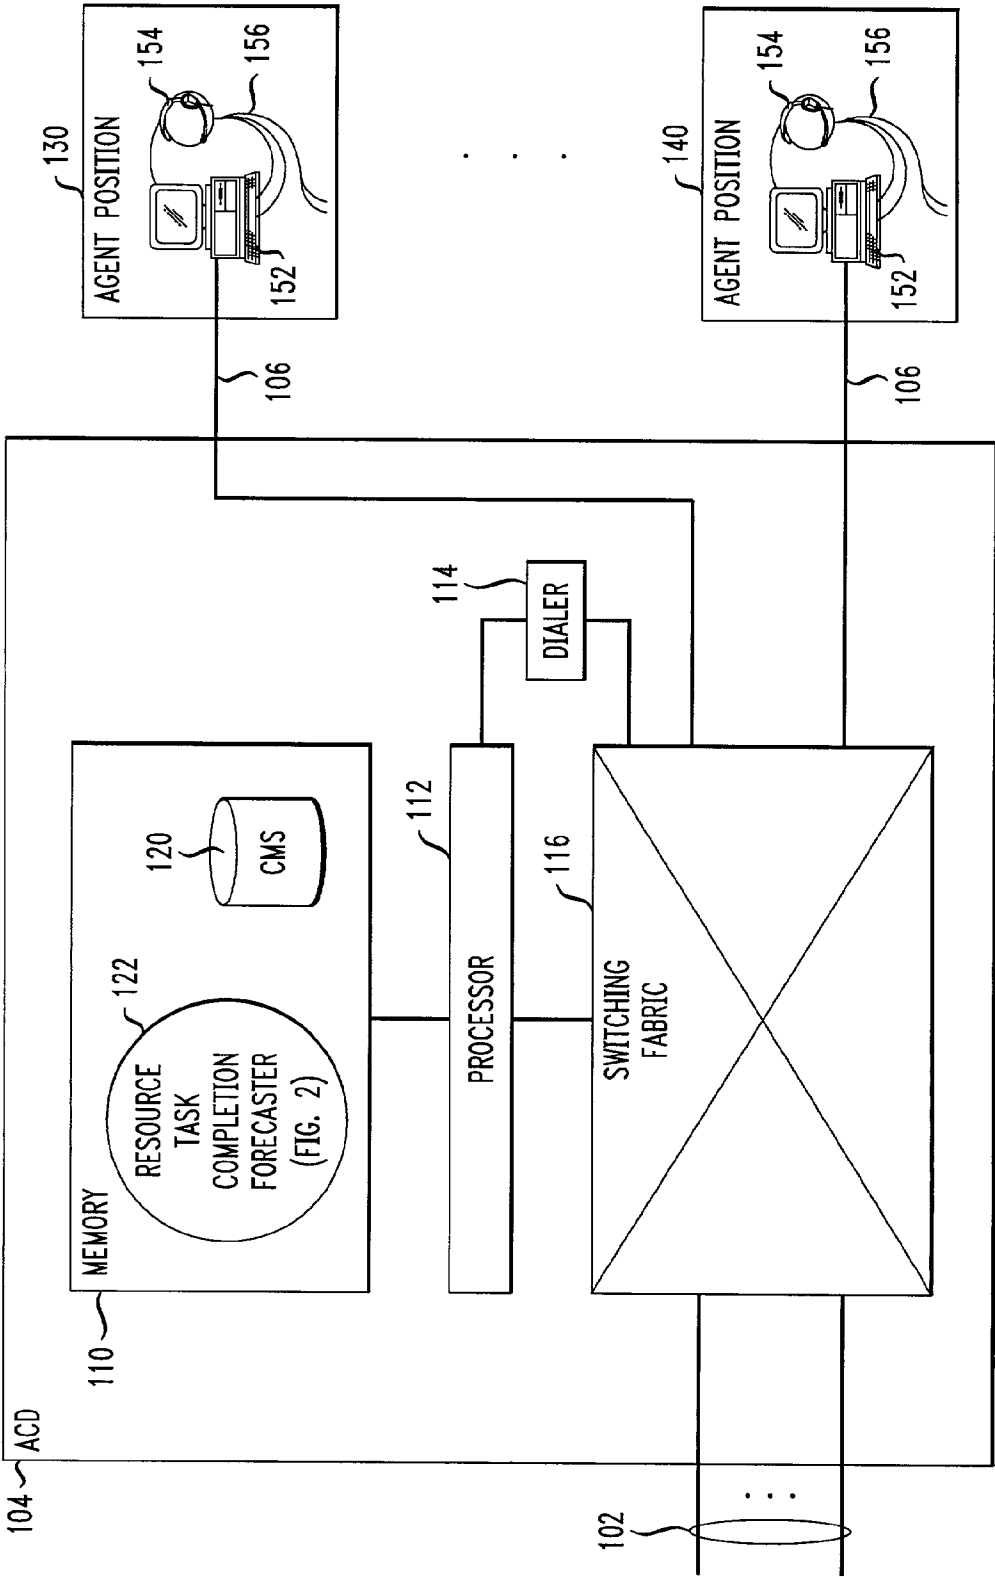 104
ACD
110
MEMORY
RESOURCE
TASK
COMPLETION
FORECASTER
(FIG. 2)
122
120
CMS
PROCESSOR
112
114
DIALER
116
SWITCHING
FABRIC
102
. . .
106
130
AGENT POSITION
152
154
156
. . .
106
140
AGENT POSITION
152
154
156